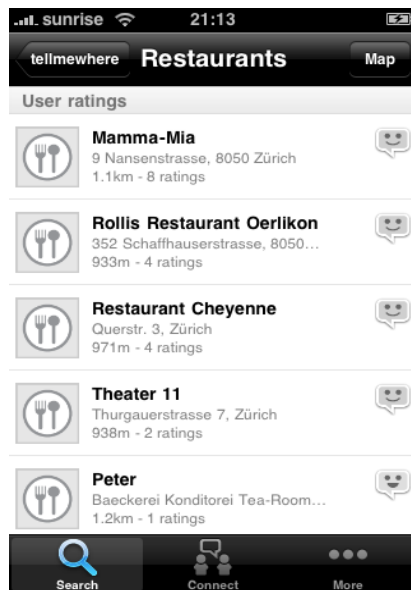 sunrise 21:13
tellmewhere Restaurants Map
User ratings
Mamma-Mia
9 Nansenstrasse, 8050 Zürich
1.1km - 8 ratings
Rollis Restaurant Oerlikon
352 Schaffhauserstrasse, 8050...
933m - 4 ratings
Restaurant Cheyenne
Querstr. 3, Zürich
971m - 4 ratings
Theater 11
Thurgauerstrasse 7, Zürich
938m - 2 ratings
Peter
Baeckerei Konditorei Tea-Room...
1.2km - 1 ratings
Search Connect More